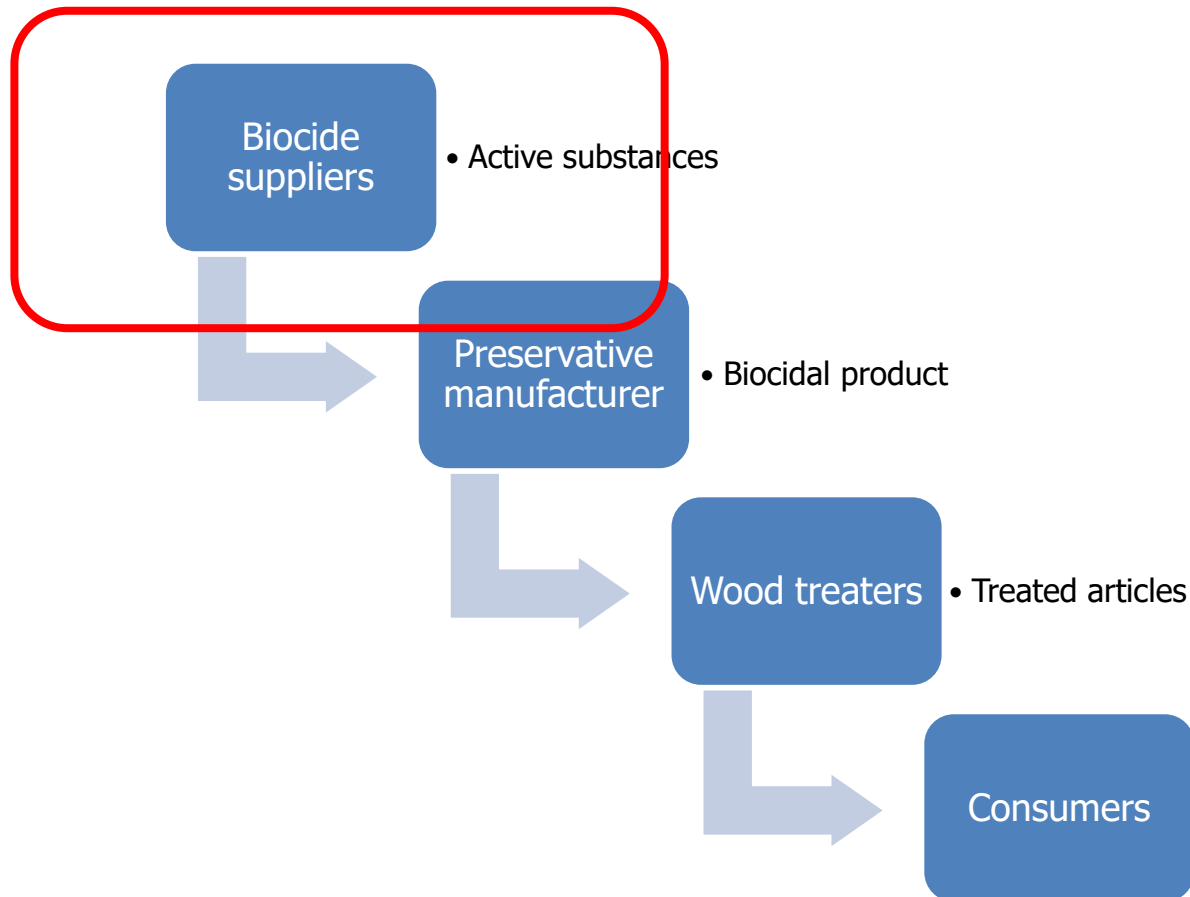 Biocide
suppliers
• Active substances
Preservative
manufacturer
• Biocidal product
Wood treaters
• Treated articles
Consumers